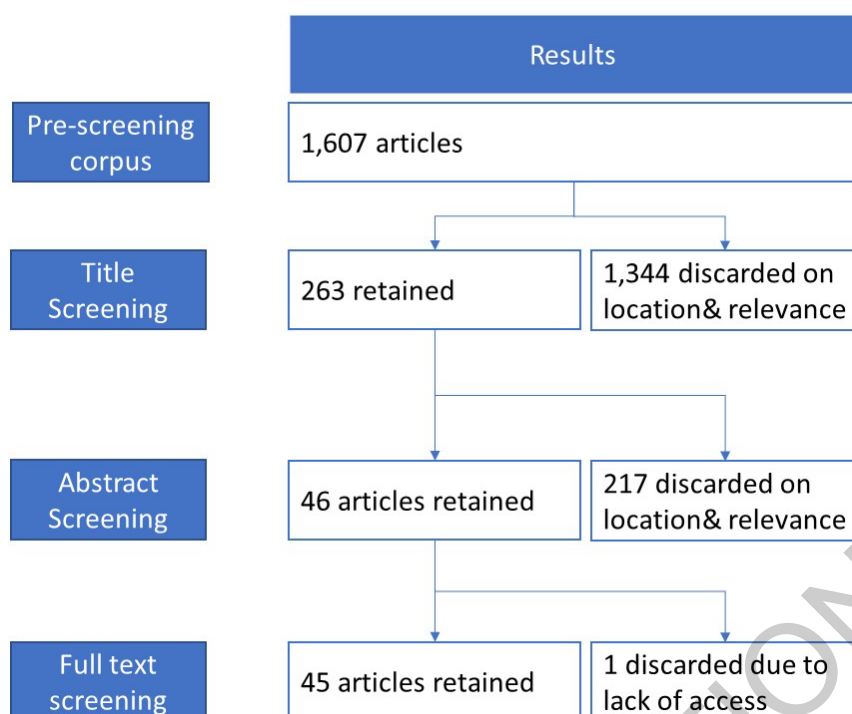 Results
Pre-screening
corpus
1,607 articles
Title
Screening
263 retained
1,344 discarded on
location& relevance
Abstract
Screening
46 articles retained
217 discarded on
location& relevance
Full text
screening
45 articles retained
1 discarded due to
lack of access